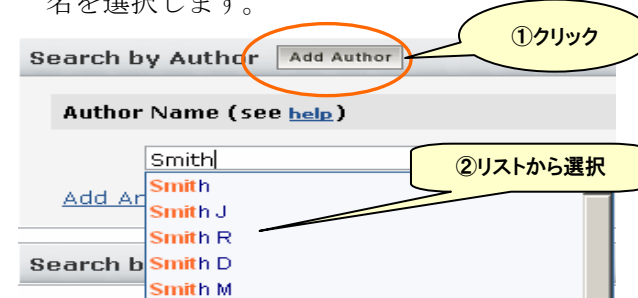 名を選択します。
①クリック
Search by Author Add Author
Author Name (see help)
Smith
②リストから選択
Smith
Add
Smith J
Smith R
Search b
Smith D
Smith M